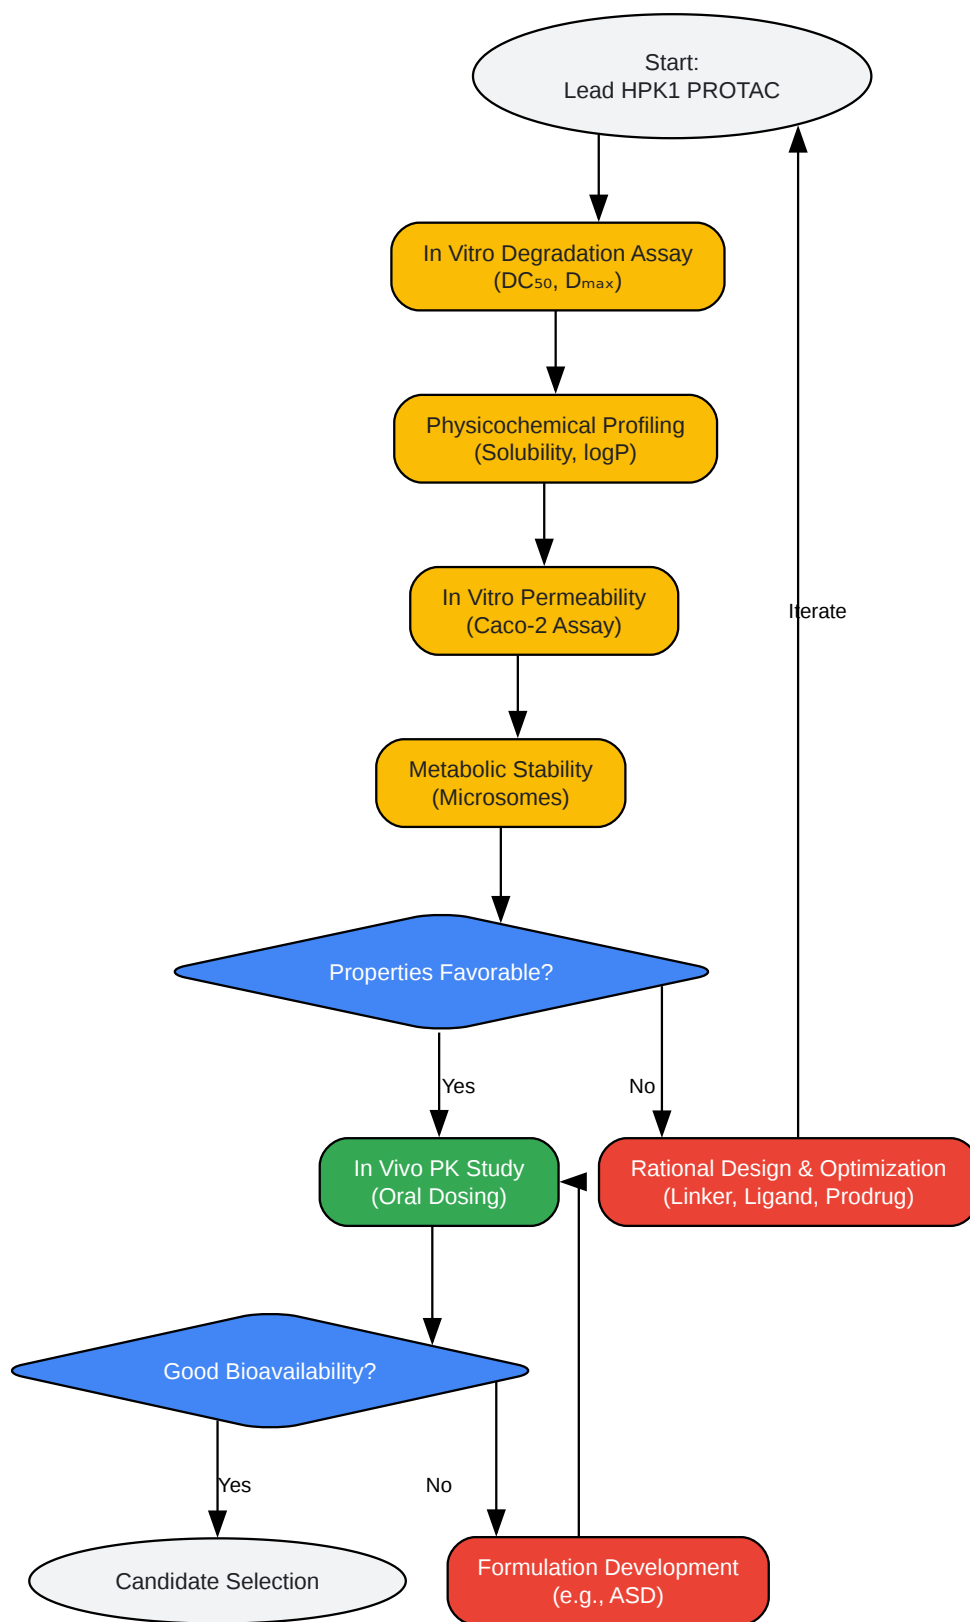 Start:
Lead HPK1 PROTAC
In Vitro Degradation Assay
(DC₅₀, Dₘₐₓ)
Physicochemical Profiling
(Solubility, logP)
In Vitro Permeability
(Caco-2 Assay)
Iterate
Metabolic Stability
(Microsomes)
Properties Favorable?
Yes
No
In Vivo PK Study
(Oral Dosing)
Rational Design & Optimization
(Linker, Ligand, Prodrug)
Good Bioavailability?
Yes
No
Candidate Selection
Formulation Development
(e.g., ASD)